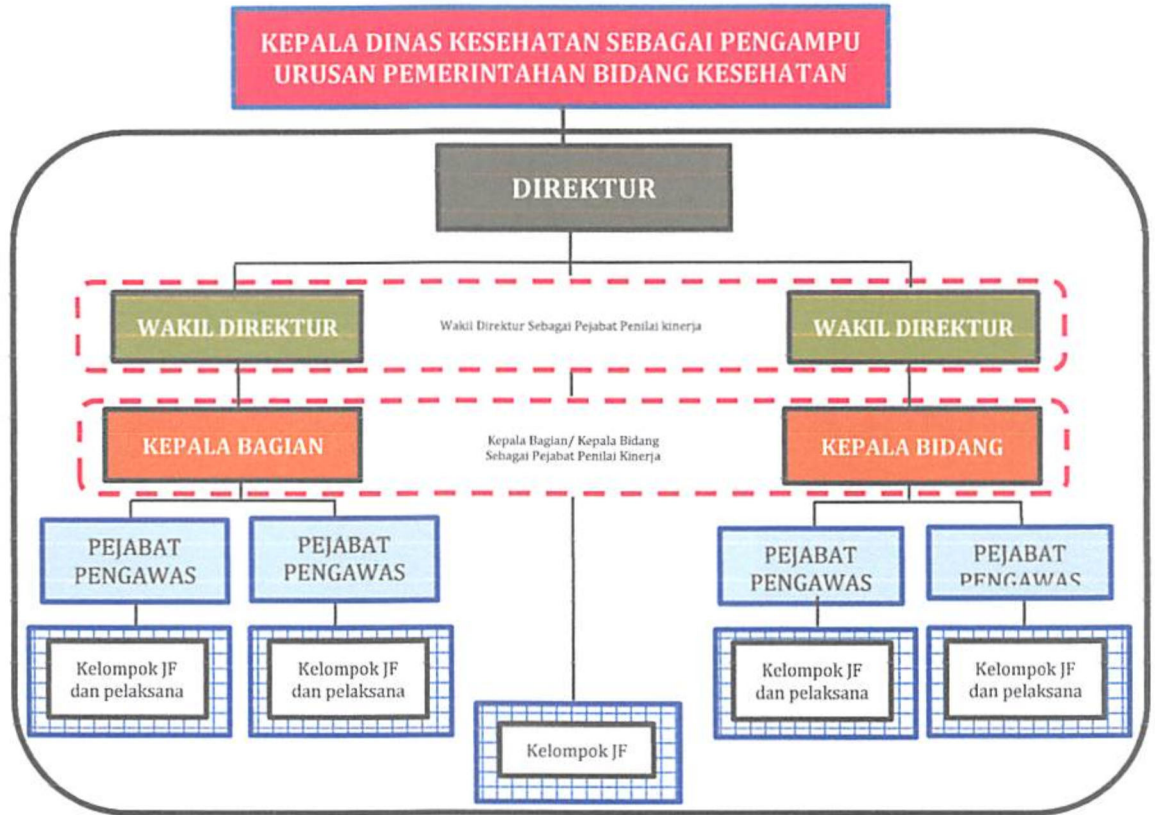 KEPALA DINAS KESEHATAN SEBAGAI PENGAMPU
URUSAN PEMERINTAHAN BIDANG KESEHATAN
DIREKTUR
WAKIL DIREKTUR
Wakil Direktur Sebagai Pejabat Penilai kinerja
WAKIL DIREKTUR
KEPALA BAGIAN
Kepala Bagian/ Kepala Bidang
Sebagai Pejabat Penilai Kinerja
KEPALA BIDANG
PEJABAT
PENGAWAS
PEJABAT
PENGAWAS
PEJABAT
PENGAWAS
PEJABAT
PENGAWAS
Kelompok JF
dan pelaksana
Kelompok JF
dan pelaksana
Kelompok JF
dan pelaksana
Kelompok JF
dan pelaksana
Kelompok JF